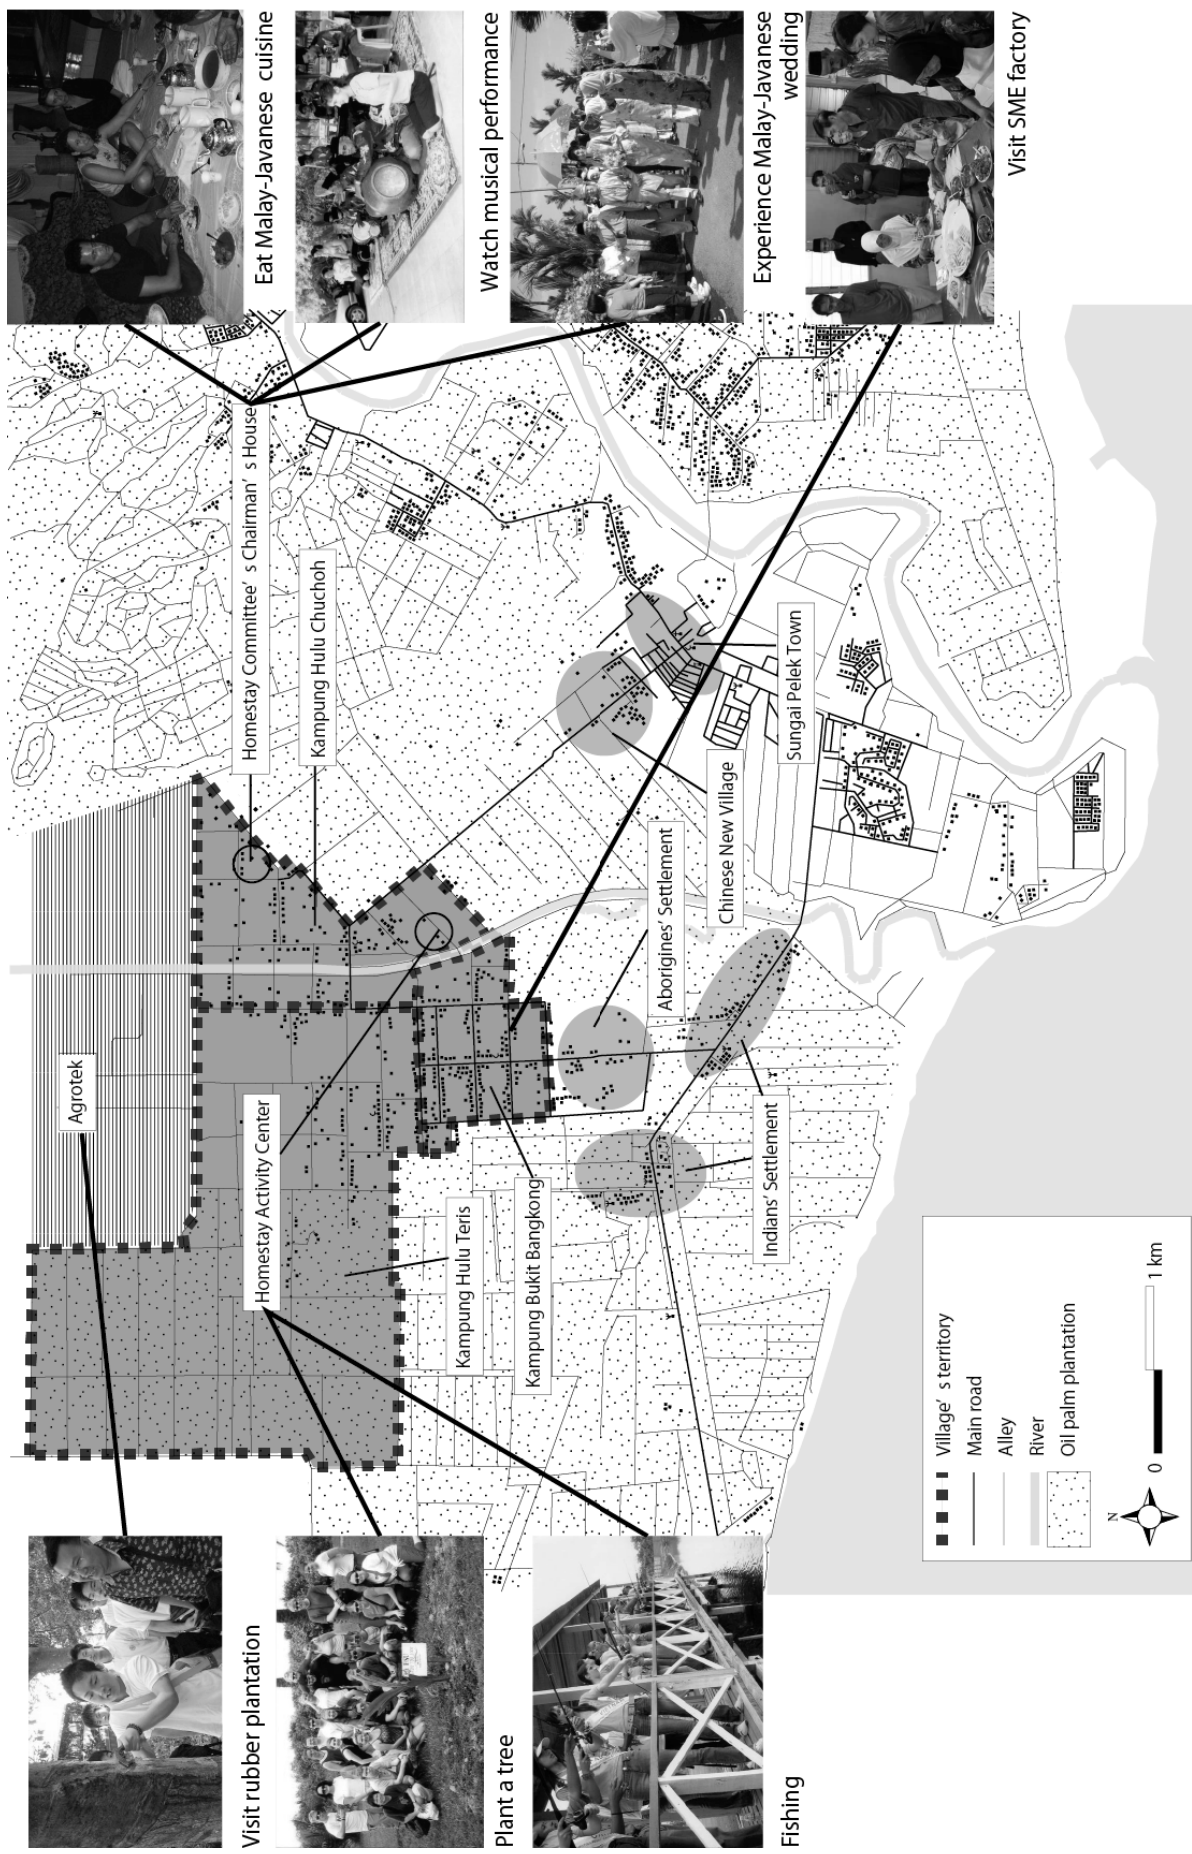 Visit rubber plantation
Plant a tree
Fishing
Eat Malay-Javanese cuisine
Watch musical performance
Experience Malay-Javanese
wedding
Visit SME factory
Agrotek
Homestay Activity Center
Homestay Committee’s Chairman’s House
Kampung Hulu Chuchoh
Kampung Hulu Teris
Kampung Bukit Bangkong
Aborigines’ Settlement
Chinese New Village
Sungai Pelek Town
Indians’ Settlement
Village’s territory
Main road
Alley
River
Oil palm plantation
N
0 1 km